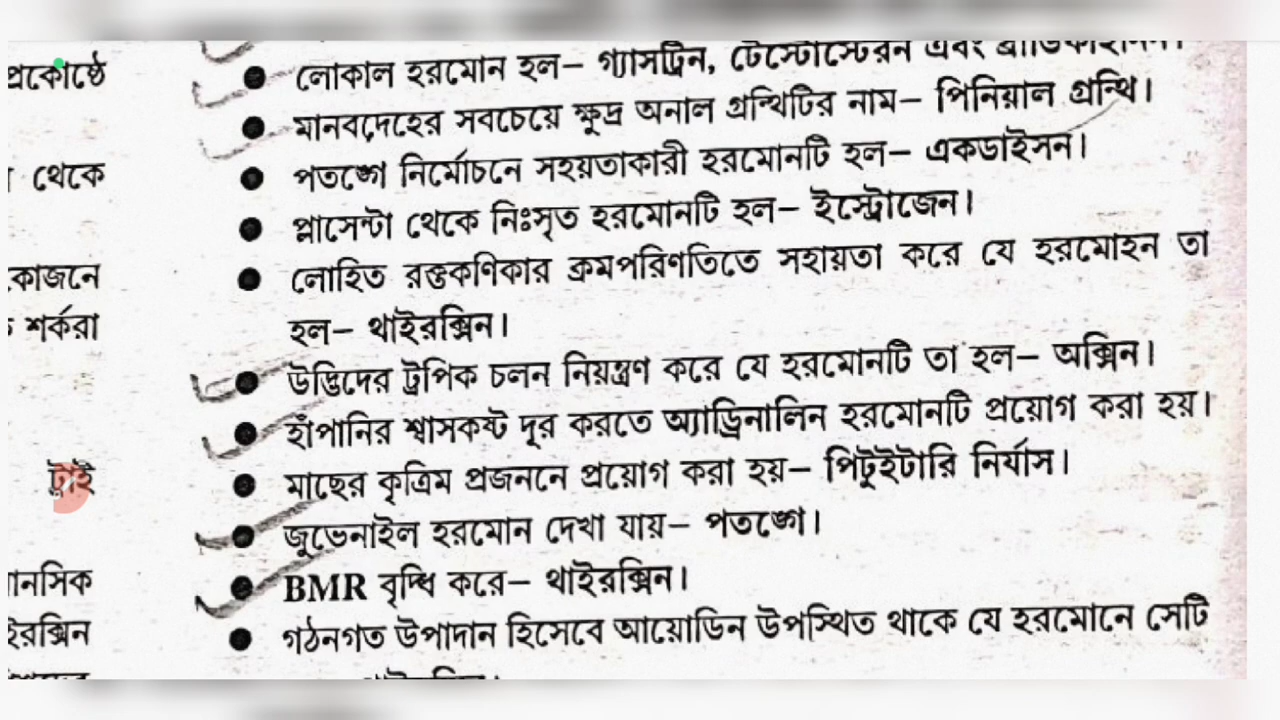 প্রকোষ্ঠে
লোকাল হরমোন হল– গ্যাসট্রিন, টেস্টোস্টেরন এবং
মানবদেহের সবচেয়ে ক্ষুদ্র অনাল গ্রন্থিটির নাম– পিনিয়াল গ্রন্থি।
থেকে
পতঙ্গে নির্মোচনে সহয়তাকারী হরমোনটি হল– একডাইসন।
প্লাসেন্টা থেকে নিঃসৃত হরমোনটি হল– ইস্ট্রোজেন।
কোজনে
লোহিত রক্তকণিকার ক্রমপরিণতিতে সহায়তা করে যে হরমোহন তা
শর্করা
হল– থাইরক্সিন।
উদ্ভিদের ট্রপিক চলন নিয়ন্ত্রণ করে যে হরমোনটি তা হল– অক্সিন।
হাঁপানির শ্বাসকষ্ট দূর করতে অ্যাড্রিনালিন হরমোনটি প্রয়োগ করা হয়।
মাছের কৃত্রিম প্রজননে প্রয়োগ করা হয়– পিটুইটারি নির্যাস।
জুভেনাইল হরমোন দেখা যায়– পতঙ্গে।
BMR বৃদ্ধি করে– থাইরক্সিন।
গঠনগত উপাদান হিসেবে আয়োডিন উপস্থিত থাকে যে হরমোনে সেটি